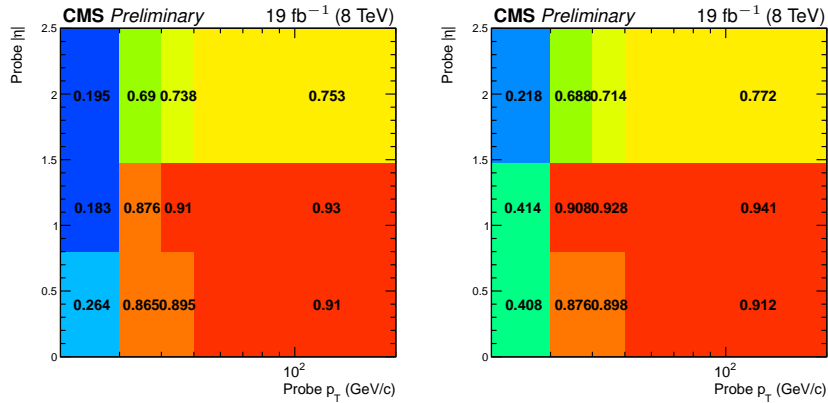 CMS Preliminary 19 fb−1 (8 TeV)
Probe |η|
2.5
2
1.5
1
0.5
0
0.195 0.69 0.738 0.753
0.183 0.876 0.91 0.93
0.264 0.865 0.895 0.91
10^2
Probe p_T (GeV/c)
CMS Preliminary 19 fb−1 (8 TeV)
Probe |η|
2.5
2
1.5
1
0.5
0
0.218 0.688 0.714 0.772
0.414 0.908 0.928 0.941
0.408 0.876 0.898 0.912
10^2
Probe p_T (GeV/c)